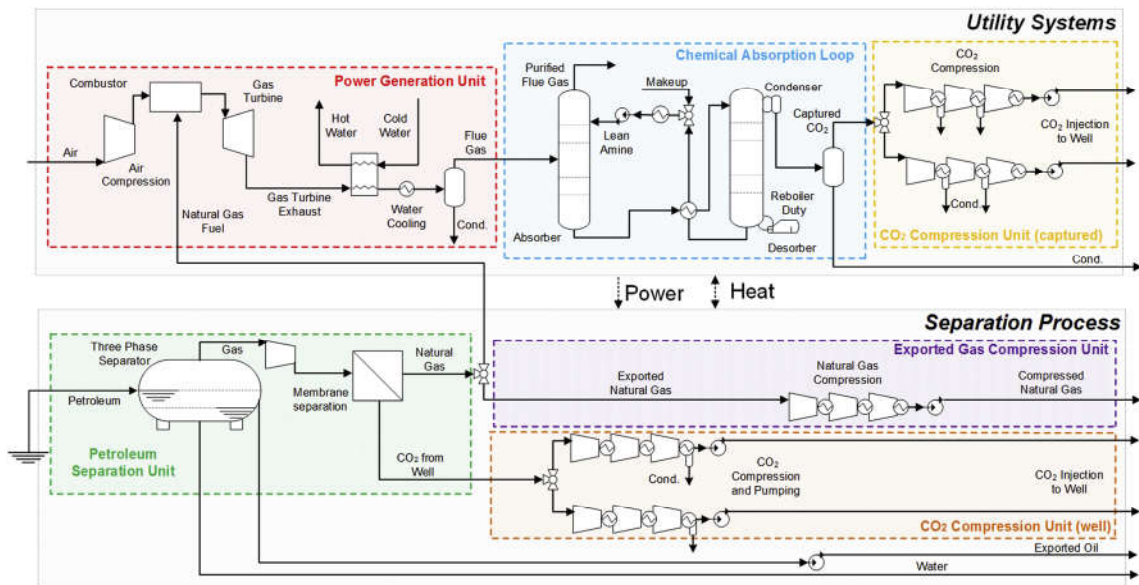 Utility Systems
Power Generation Unit
Combustor
Gas
Turbine
Hot
Water
Cold
Water
Flue
Gas
Air
Air
Compression
Gas Turbine
Exhaust
Water
Cooling
Cond.
Natural Gas
Fuel
Chemical Absorption Loop
Purified
Flue Gas
Makeup
Condenser
Captured
CO2
Lean
Amine
Reboiler
Duty
Absorber
Desorber
CO2
Compression
CO2 Injection
to Well
Cond.
CO2 Compression Unit (captured)
Cond.
Power
Heat
Separation Process
Three Phase
Separator
Gas
Natural
Gas
Petroleum
Membrane
separation
Petroleum
Separation Unit
CO2 from
Well
Exported Gas Compression Unit
Exported
Natural Gas
Natural Gas
Compression
Compressed
Natural Gas
Cond.
CO2
Compression
and Pumping
CO2 Injection
to Well
CO2 Compression Unit (well)
Exported Oil
Water